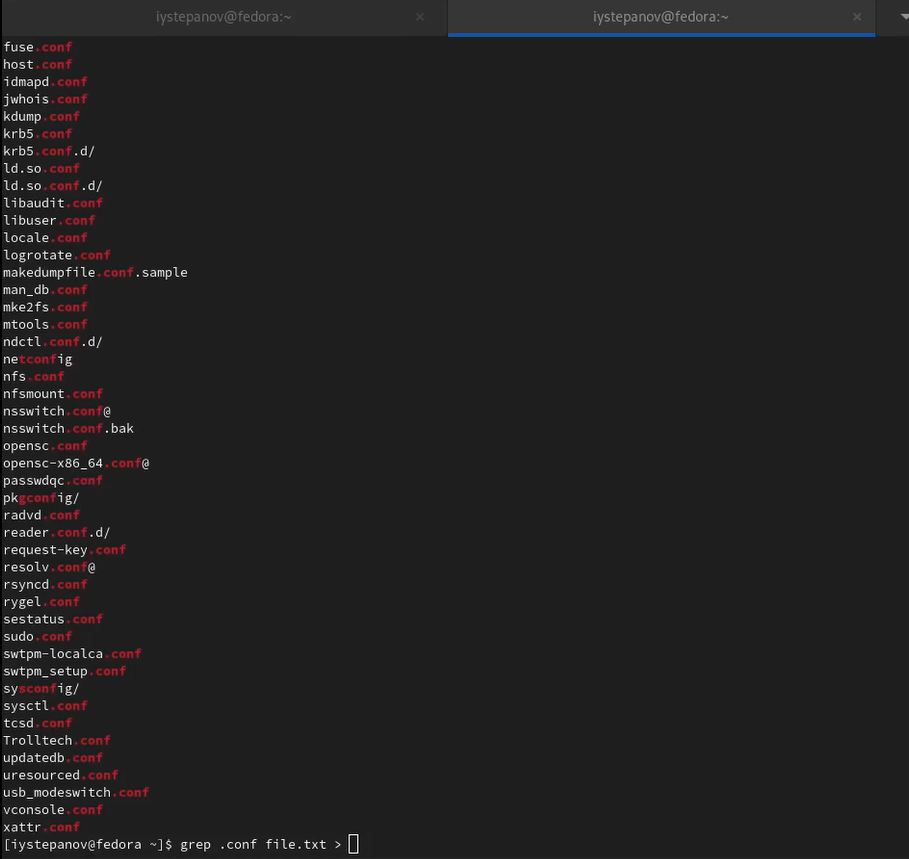 iystepanov@fedora:~ × iystepanov@fedora:~ ×
fuse.conf
host.conf
idmapd.conf
jwhois.conf
kdump.conf
krb5.conf
krb5.conf.d/
ld.so.conf
ld.so.conf.d/
libaudit.conf
libuser.conf
locale.conf
logrotate.conf
makedumpfile.conf.sample
man_db.conf
mke2fs.conf
mtools.conf
ndctl.conf.d/
netconfig
nfs.conf
nfsmount.conf
nsswitch.conf@
nsswitch.conf.bak
opensc.conf
opensc-x86_64.conf@
passwdqc.conf
pkgconfig/
radvd.conf
reader.conf.d/
request-key.conf
resolv.conf@
rsyncd.conf
rygel.conf
sestatus.conf
sudo.conf
swtpm-localca.conf
swtpm_setup.conf
sysconfig/
sysctl.conf
tcsd.conf
Trolltech.conf
updatedb.conf
uresourced.conf
usb_modeswitch.conf
vconsole.conf
xattr.conf
[iystepanov@fedora ~]$ grep .conf file.txt >